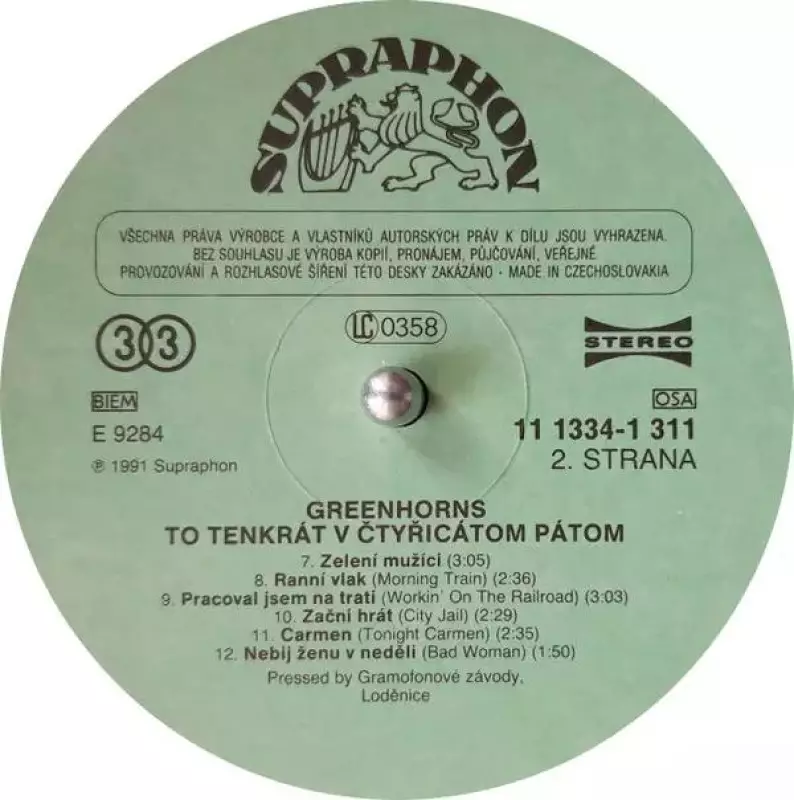 SUPRAPHON
VŠECHNA PRÁVA VÝROBCE A VLASTNÍKŮ AUTORSKÝCH PRÁV K DÍLU JSOU VYHRAZENA.
BEZ SOUHLASU JE VÝROBA KOPIÍ, PRONÁJEM, PŮJČOVÁNÍ, VEŘEJNÉ
PROVOZOVÁNÍ A ROZHLASOVÉ ŠÍŘENÍ TÉTO DESKY ZAKÁZÁNO · MADE IN CZECHOSLOVAKIA
33
LC 0358
STEREO
BIEM
OSA
E 9284
11 1334-1 311
℗ 1991 Supraphon
2. STRANA
GREENHORNS
TO TENKRÁT V ČTYŘICÁTOM PÁTOM
7. Zelení mužíci (3:05)
8. Ranní vlak (Morning Train) (2:36)
9. Pracoval jsem na trati (Workin' On The Railroad) (3:03)
10. Začni hrát (City Jail) (2:29)
11. Carmen (Tonight Carmen) (2:35)
12. Nebij ženu v neděli (Bad Woman) (1:50)
Pressed by Gramofonové závody,
Loděnice